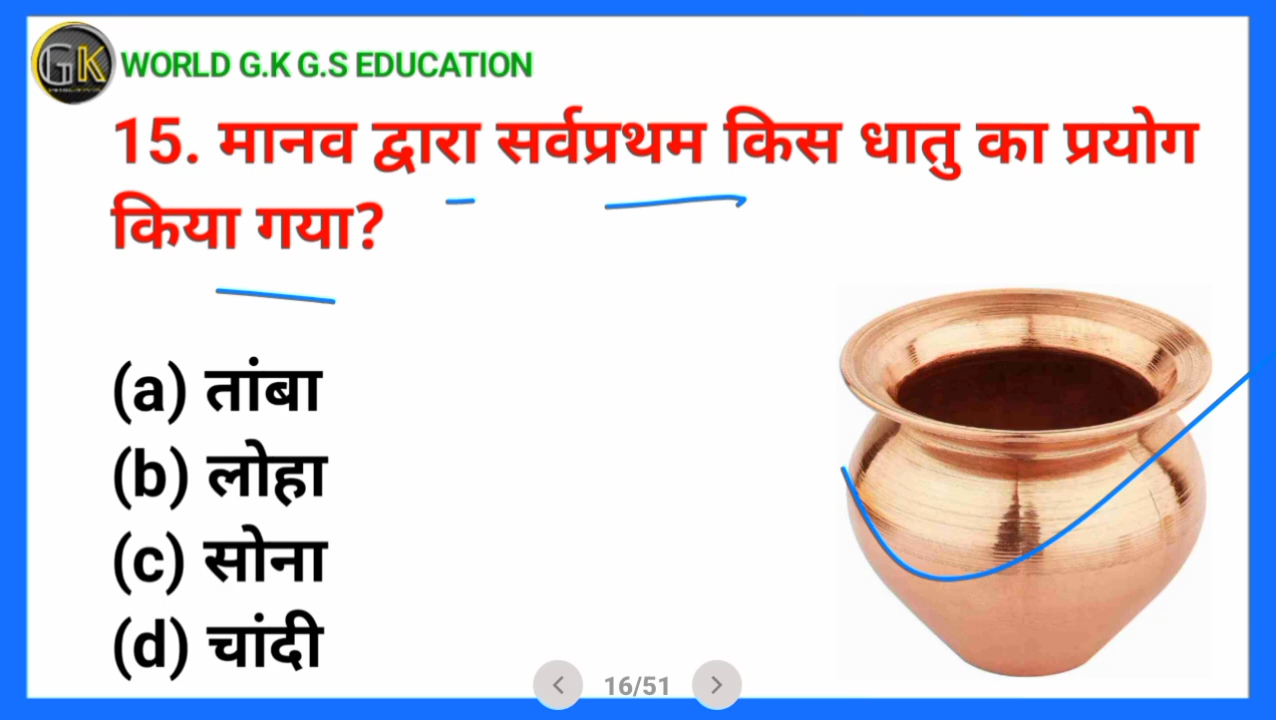 GK WORLD G.K G.S EDUCATION
15. मानव द्वारा सर्वप्रथम किस धातु का प्रयोग
किया गया?
(a) तांबा
(b) लोहा
(c) सोना
(d) चांदी
16/51